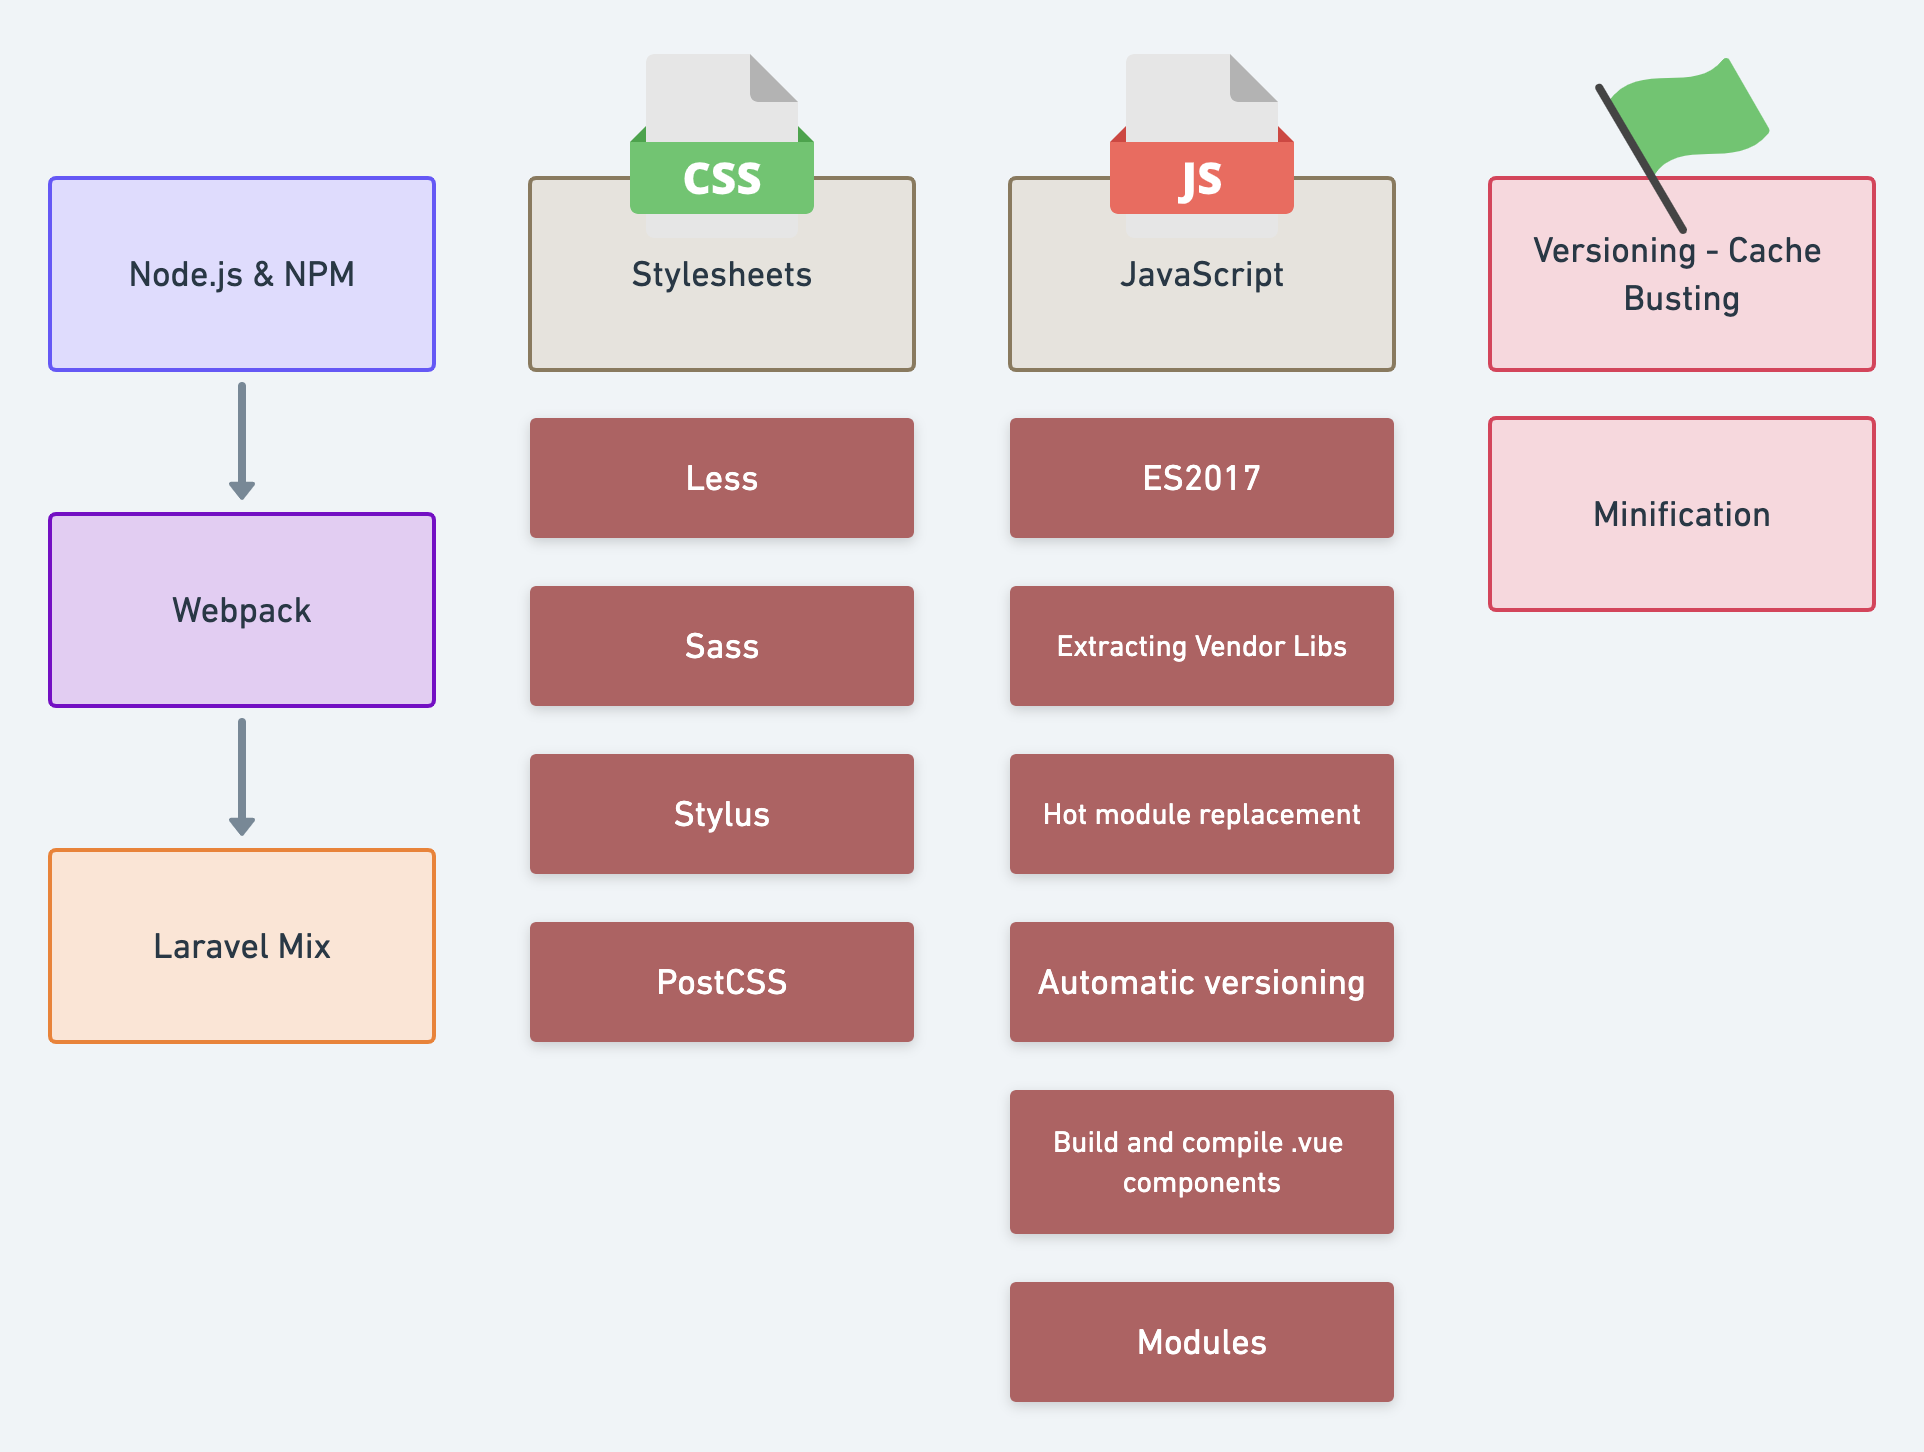 Node.js & NPM
Webpack
Laravel Mix
CSS
Stylesheets
Less
Sass
Stylus
PostCSS
JS
JavaScript
ES2017
Extracting Vendor Libs
Hot module replacement
Automatic versioning
Build and compile .vue
components
Modules
Versioning - Cache
Busting
Minification